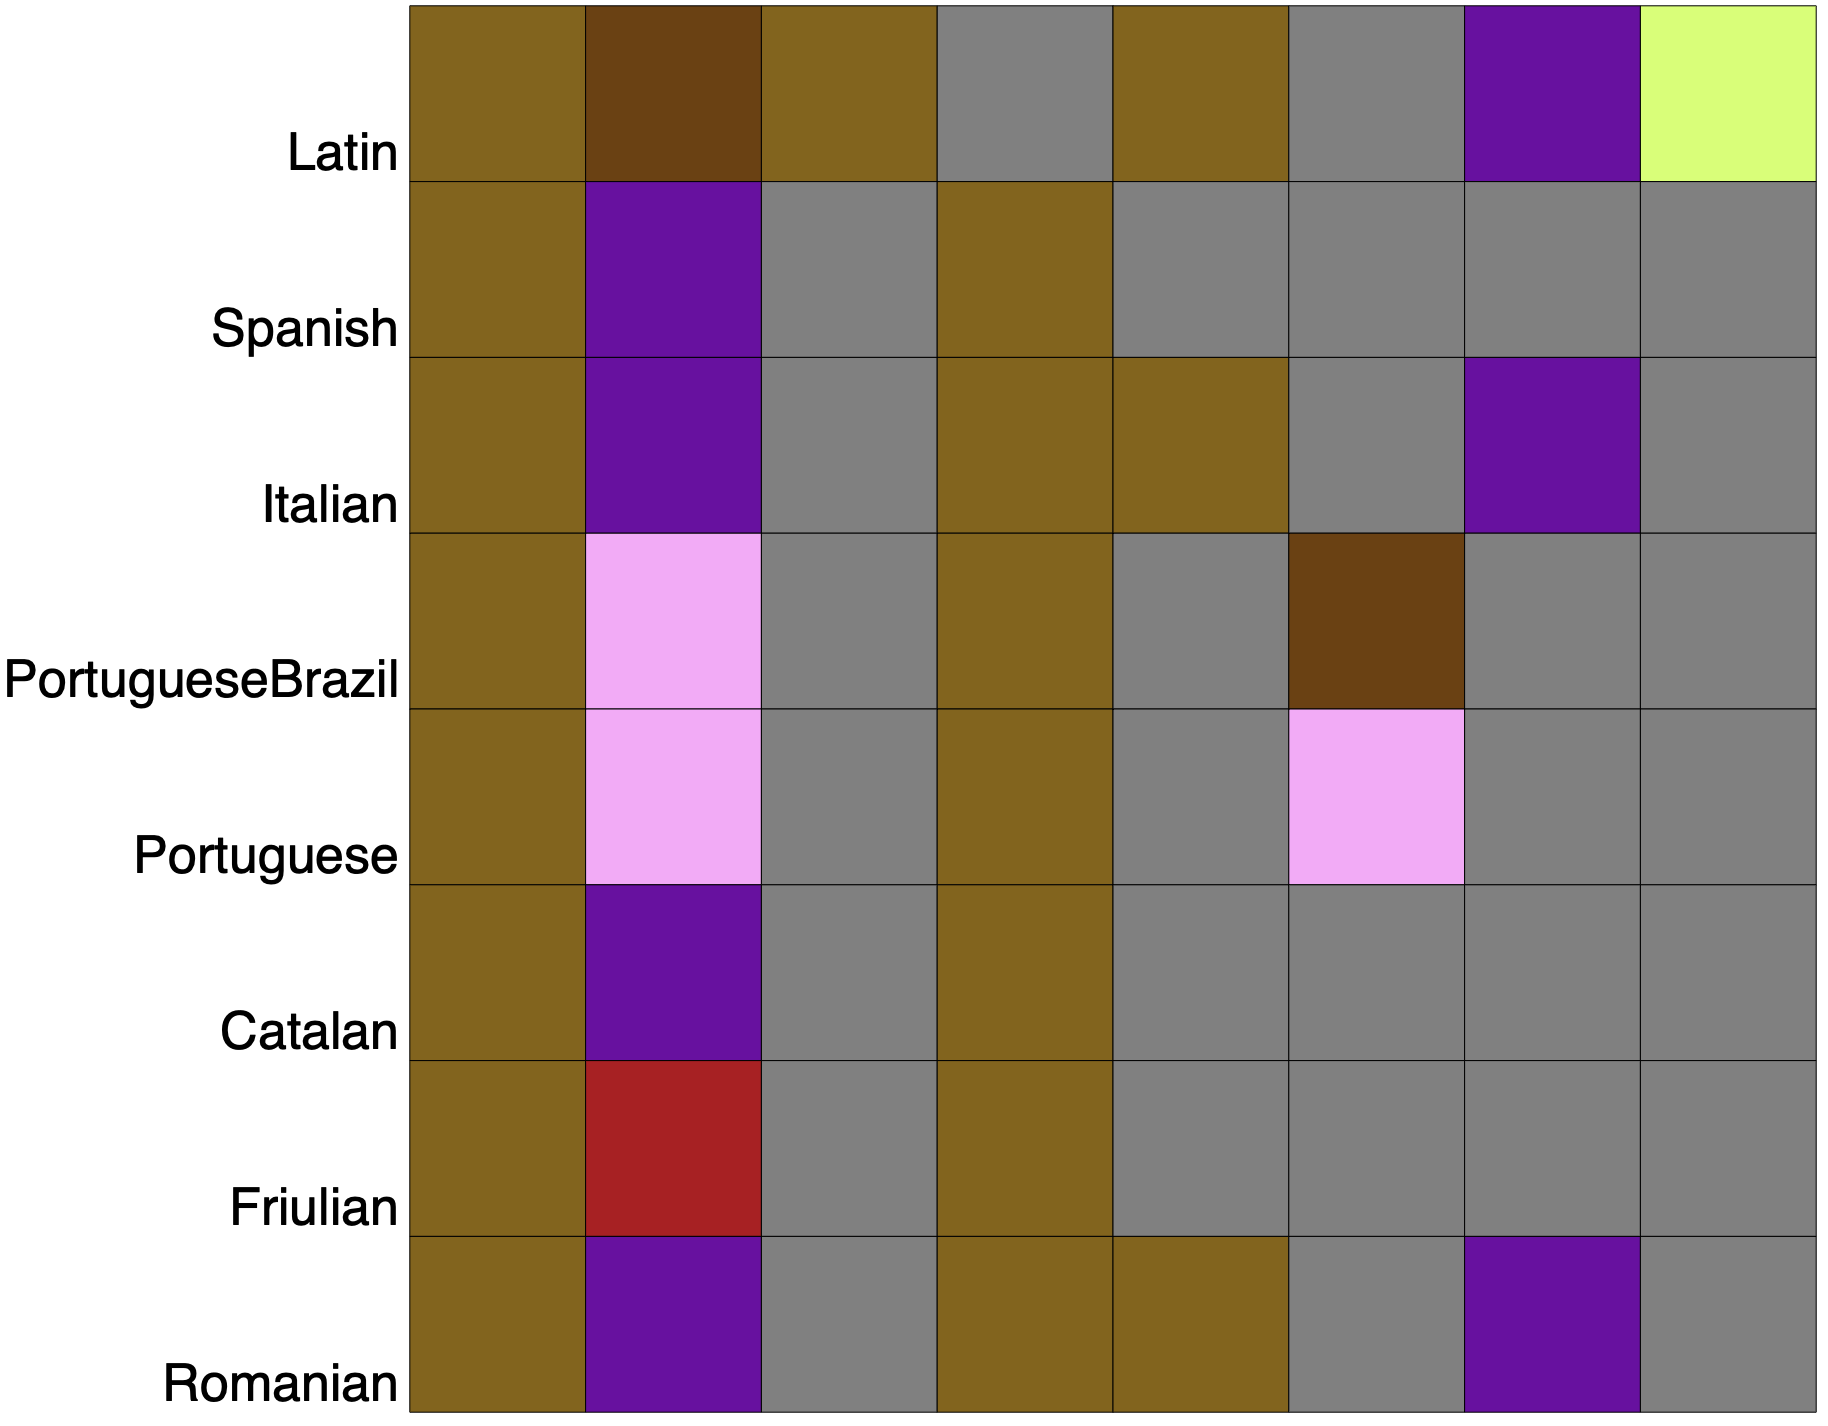 Latin
Spanish
Italian
PortugueseBrazil
Portuguese
Catalan
Friulian
Romanian